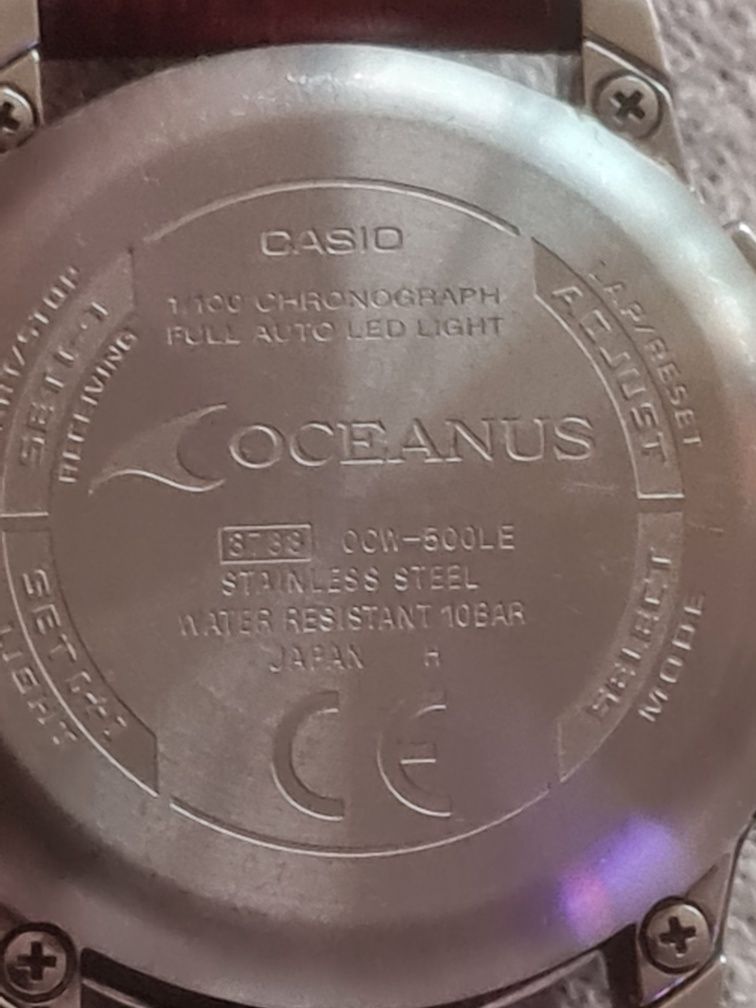 CASIO
1/100 CHRONOGRAPH
FULL AUTO LED LIGHT
OCEANUS
OCW-500LE
STAINLESS STEEL
WATER RESISTANT 10BAR
JAPAN H
CE
SET(-)
RECEIVING
LAP/RESET
ADJUST
SET(+)
LIGHT
SELECT
MODE